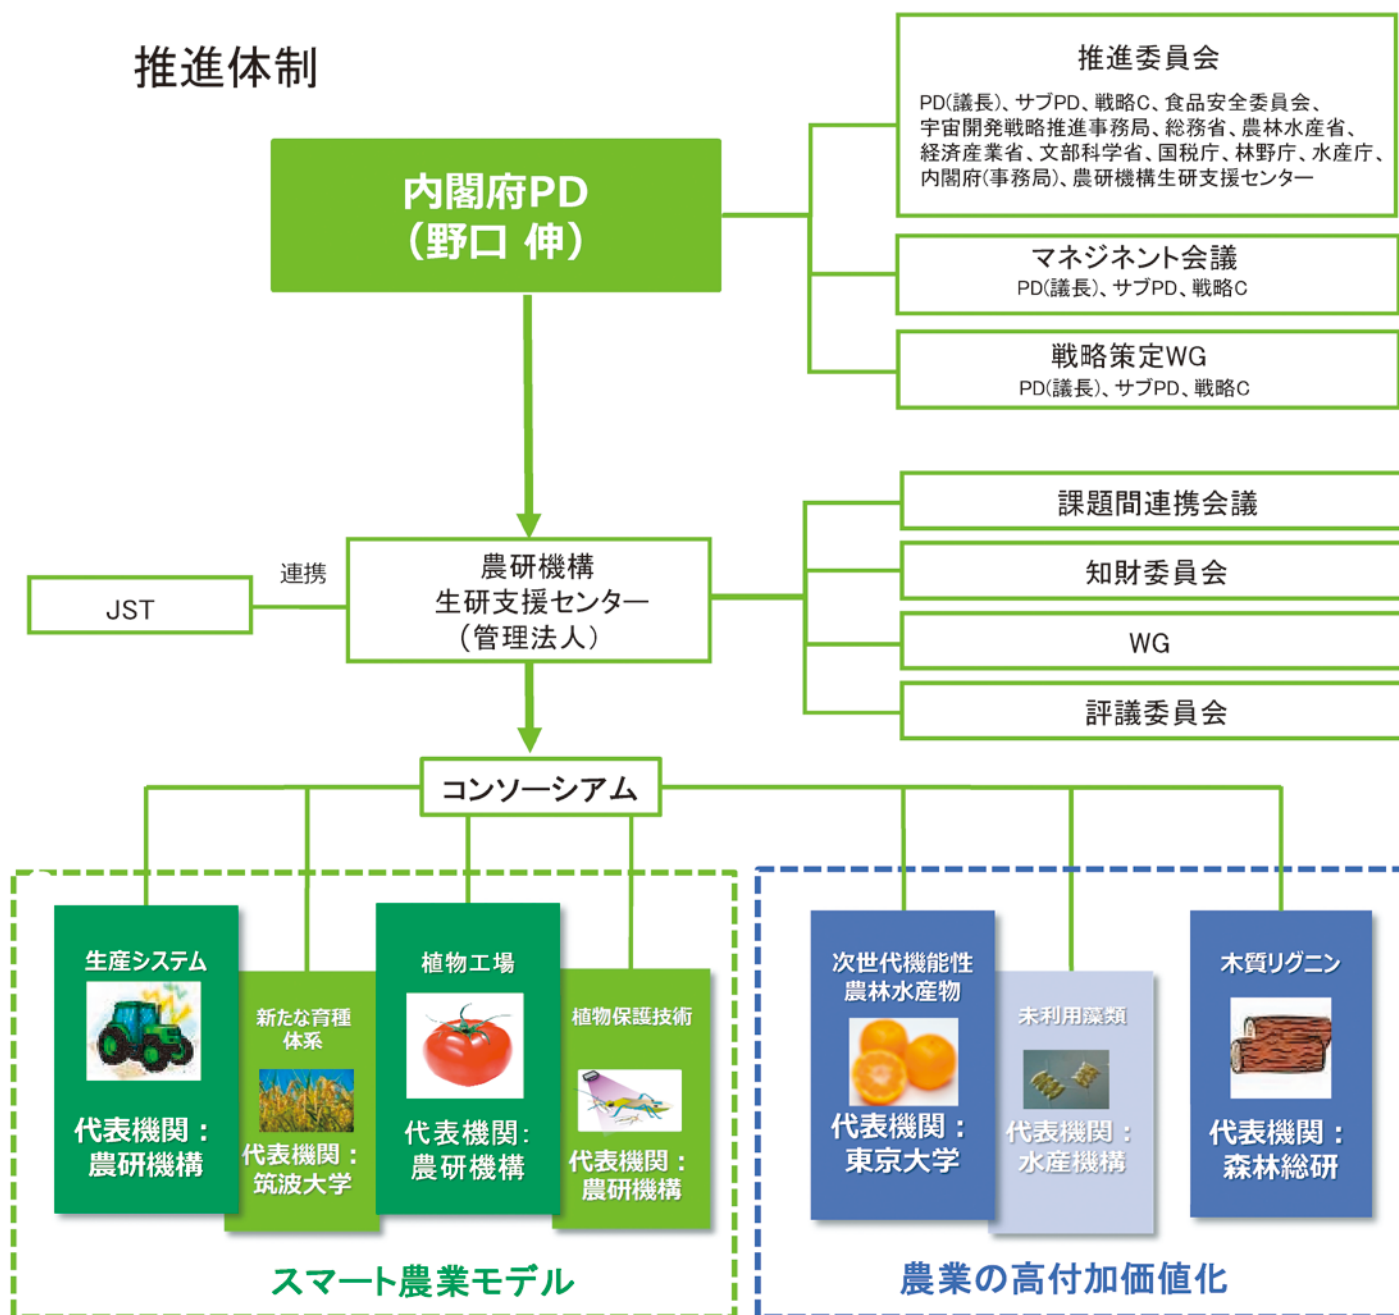 推進体制
内閣府PD
(野口 伸)
推進委員会
PD(議長)、サブPD、戦略C、食品安全委員会、
宇宙開発戦略推進事務局、総務省、農林水産省、
経済産業省、文部科学省、国税庁、林野庁、水産庁、
内閣府(事務局)、農研機構生研支援センター
マネジネント会議
PD(議長)、サブPD、戦略C
戦略策定WG
PD(議長)、サブPD、戦略C
JST
連携
農研機構
生研支援センター
(管理法人)
課題間連携会議
知財委員会
WG
評議委員会
コンソーシアム
生産システム
代表機関：
農研機構
新たな育種
体系
代表機関：
筑波大学
植物工場
代表機関：
農研機構
植物保護技術
代表機関：
農研機構
スマート農業モデル
次世代機能性
農林水産物
代表機関：
東京大学
未利用藻類
代表機関：
水産機構
木質リグニン
代表機関：
森林総研
農業の高付加価値化